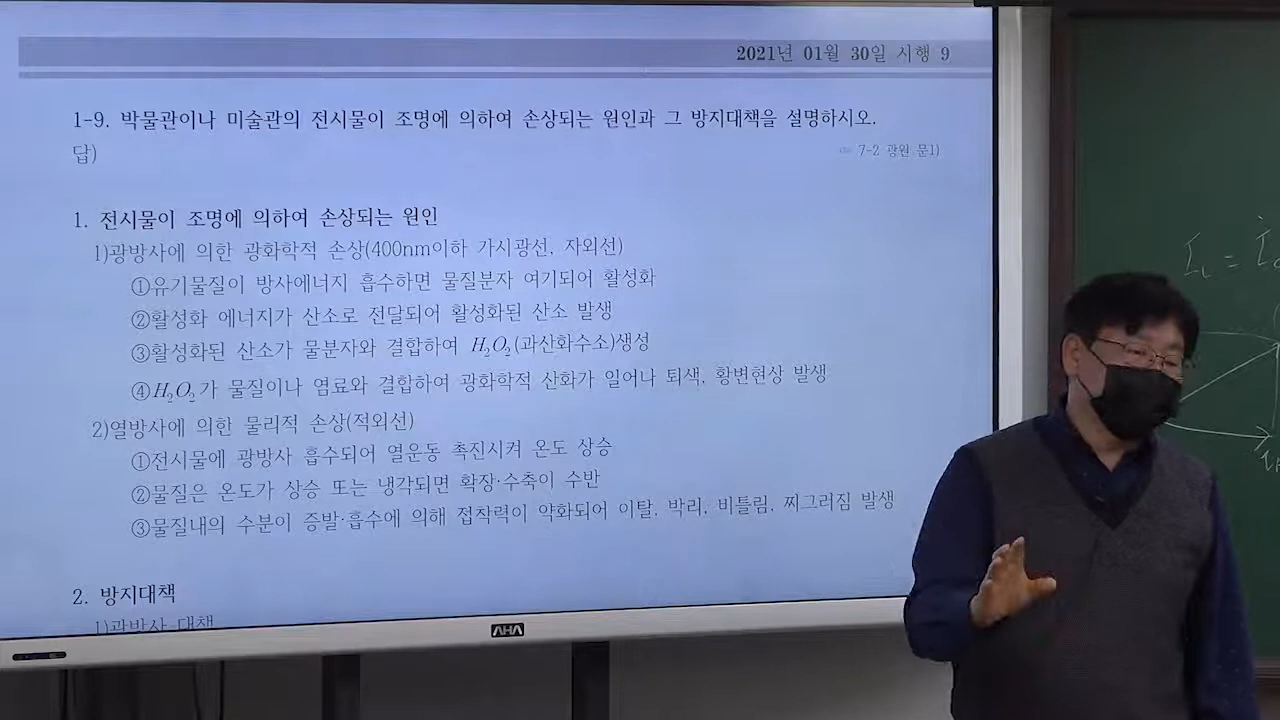 2021년 01월 30일 시행 9
1-9. 박물관이나 미술관의 전시물이 조명에 의하여 손상되는 원인과 그 방지대책을 설명하시오.
답)
7-2 광원 문1)
1. 전시물이 조명에 의하여 손상되는 원인
1)광방사에 의한 광화학적 손상(400nm이하 가시광선, 자외선)
①유기물질이 방사에너지 흡수하면 물질분자 여기되어 활성화
②활성화 에너지가 산소로 전달되어 활성화된 산소 발생
③활성화된 산소가 물분자와 결합하여 H₂O₂(과산화수소)생성
④H₂O₂가 물질이나 염료와 결합하여 광화학적 산화가 일어나 퇴색, 황변현상 발생
2)열방사에 의한 물리적 손상(적외선)
①전시물에 광방사 흡수되어 열운동 촉진시켜 온도 상승
②물질은 온도가 상승 또는 냉각되면 확장·수축이 수반
③물질내의 수분이 증발·흡수에 의해 접착력이 약화되어 이탈, 박리, 비틀림, 찌그러짐 발생
2. 방지대책
1)광방사 대책
AHA